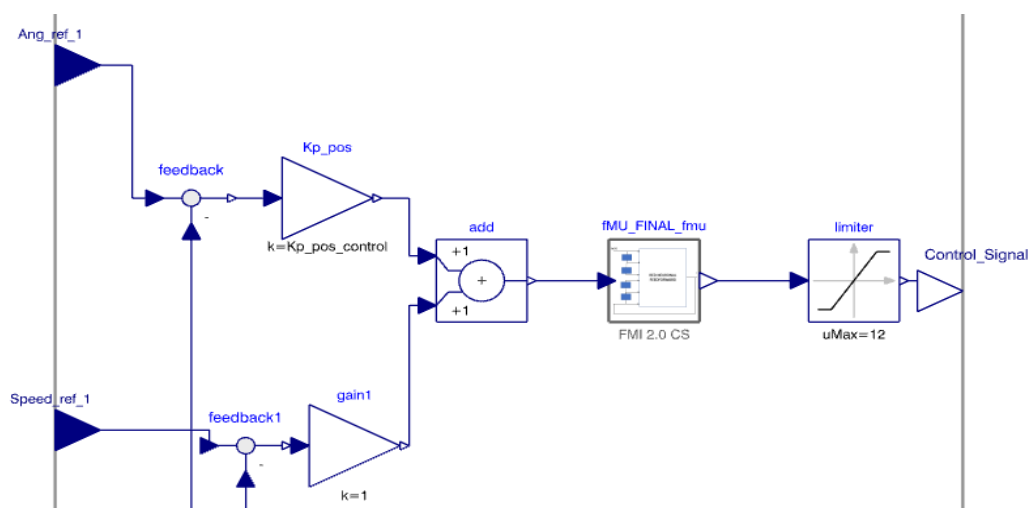 Ang_ref_1
Kp_pos
feedback
-
k=Kp_pos_control
add
+1
+
+1
fMU_FINAL_fmu
FMI 2.0 CS
limiter
uMax=12
Control_Signal
Speed_ref_1
feedback1
-
gain1
k=1